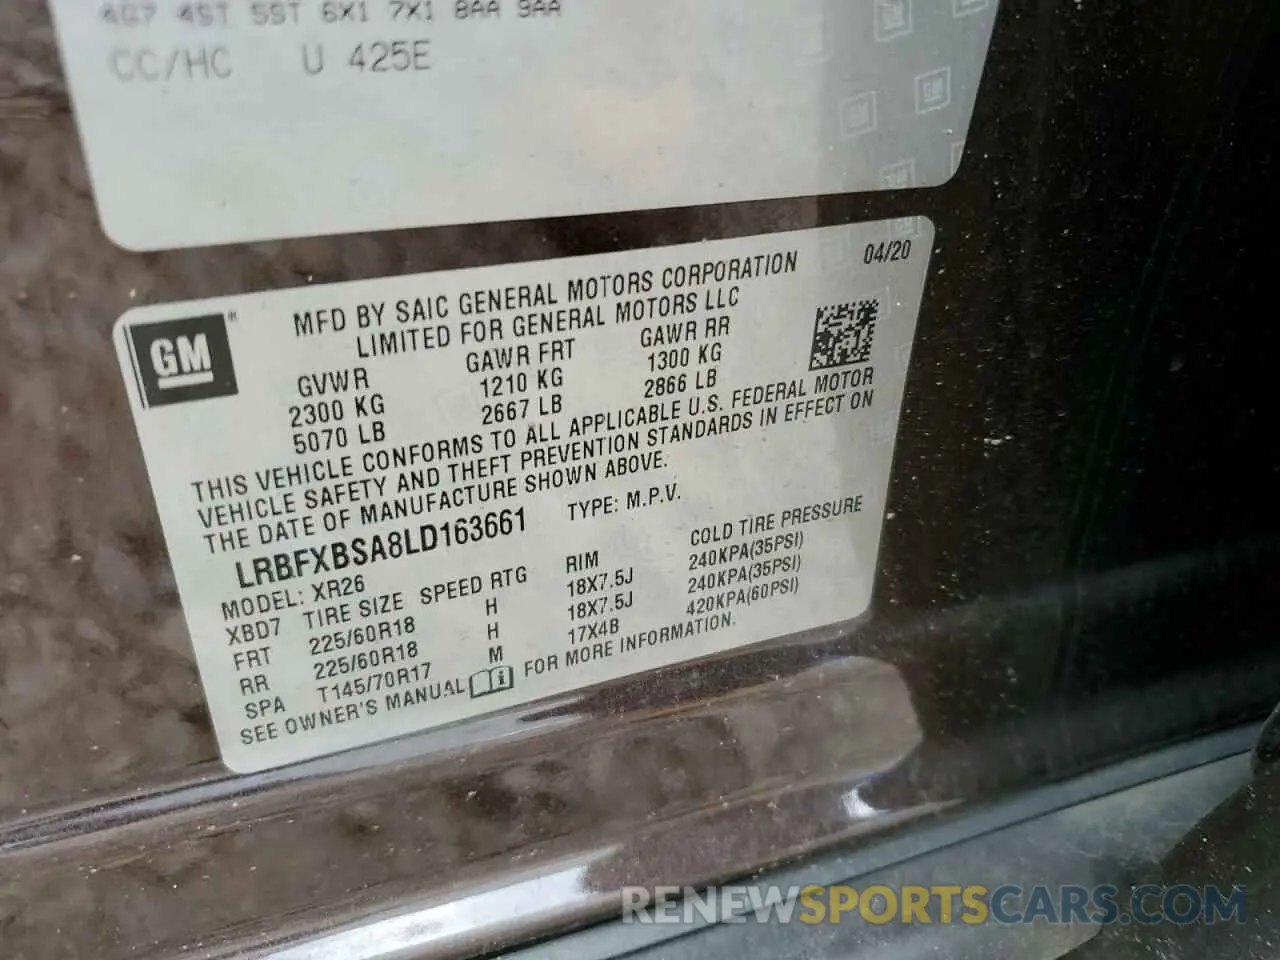 4G7 4ST 5ST 6X1 7X1 8AA 9AA
CC/HC U 425E
04/20
GM®
MFD BY SAIC GENERAL MOTORS CORPORATION
LIMITED FOR GENERAL MOTORS LLC
GVWR GAWR FRT GAWR RR
2300 KG 1210 KG 1300 KG
5070 LB 2667 LB 2866 LB
THIS VEHICLE CONFORMS TO ALL APPLICABLE U.S. FEDERAL MOTOR
VEHICLE SAFETY AND THEFT PREVENTION STANDARDS IN EFFECT ON
THE DATE OF MANUFACTURE SHOWN ABOVE.
LRBFXBSA8LD163661 TYPE: M.P.V.
MODEL: XR26
XBD7 TIRE SIZE SPEED RTG RIM COLD TIRE PRESSURE
FRT 225/60R18 H 18X7.5J 240KPA(35PSI)
RR 225/60R18 H 18X7.5J 240KPA(35PSI)
SPA T145/70R17 M 17X4B 420KPA(60PSI)
SEE OWNER'S MANUAL FOR MORE INFORMATION.
RENEWSPORTSCARS.COM